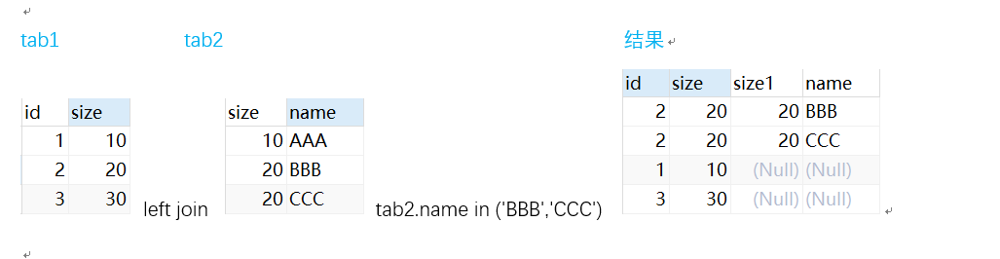 tab1 tab2 结果
id size size name id size size1 name
1 10 10 AAA 2 20 20 BBB
2 20 20 BBB 2 20 20 CCC
3 30 20 CCC 1 10 (Null) (Null)
left join tab2.name in ('BBB','CCC') 3 30 (Null) (Null)